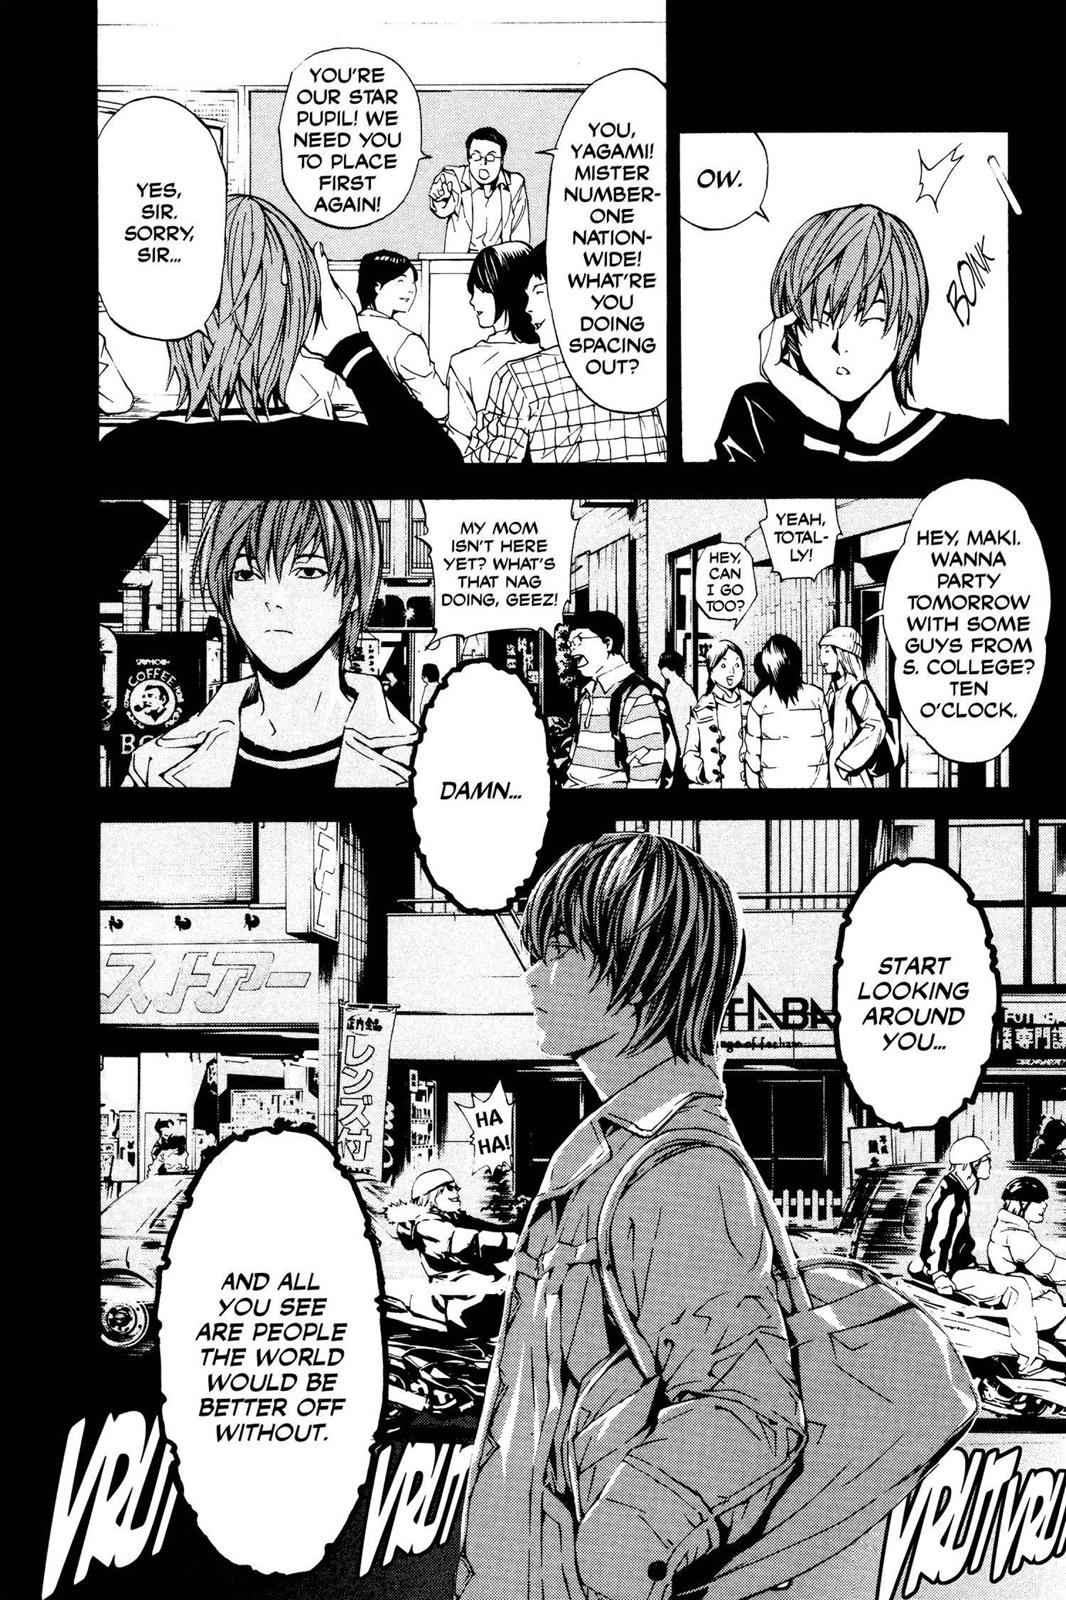 OW.
BOINK
YOU,
YAGAMI!
MISTER
NUMBER-
ONE
NATION-
WIDE!
WHAT'RE
YOU
DOING
SPACING
OUT?
YOU'RE
OUR STAR
PUPIL! WE
NEED YOU
TO PLACE
FIRST
AGAIN!
YES,
SIR.
SORRY,
SIR...
HEY, MAKI.
WANNA
PARTY
TOMORROW
WITH SOME
GUYS FROM
S. COLLEGE?
TEN
O'CLOCK.
YEAH,
TOTAL-
LY!
HEY,
CAN
I GO
TOO?
MY MOM
ISN'T HERE
YET? WHAT'S
THAT NAG
DOING, GEEZ!
COFFEE
DAMN...
START
LOOKING
AROUND
YOU...
ストアー
レンズ付
HA
HA!
AND ALL
YOU SEE
ARE PEOPLE
THE WORLD
WOULD BE
BETTER OFF
WITHOUT.
VRUT
VRUT
VRUT
VRUT